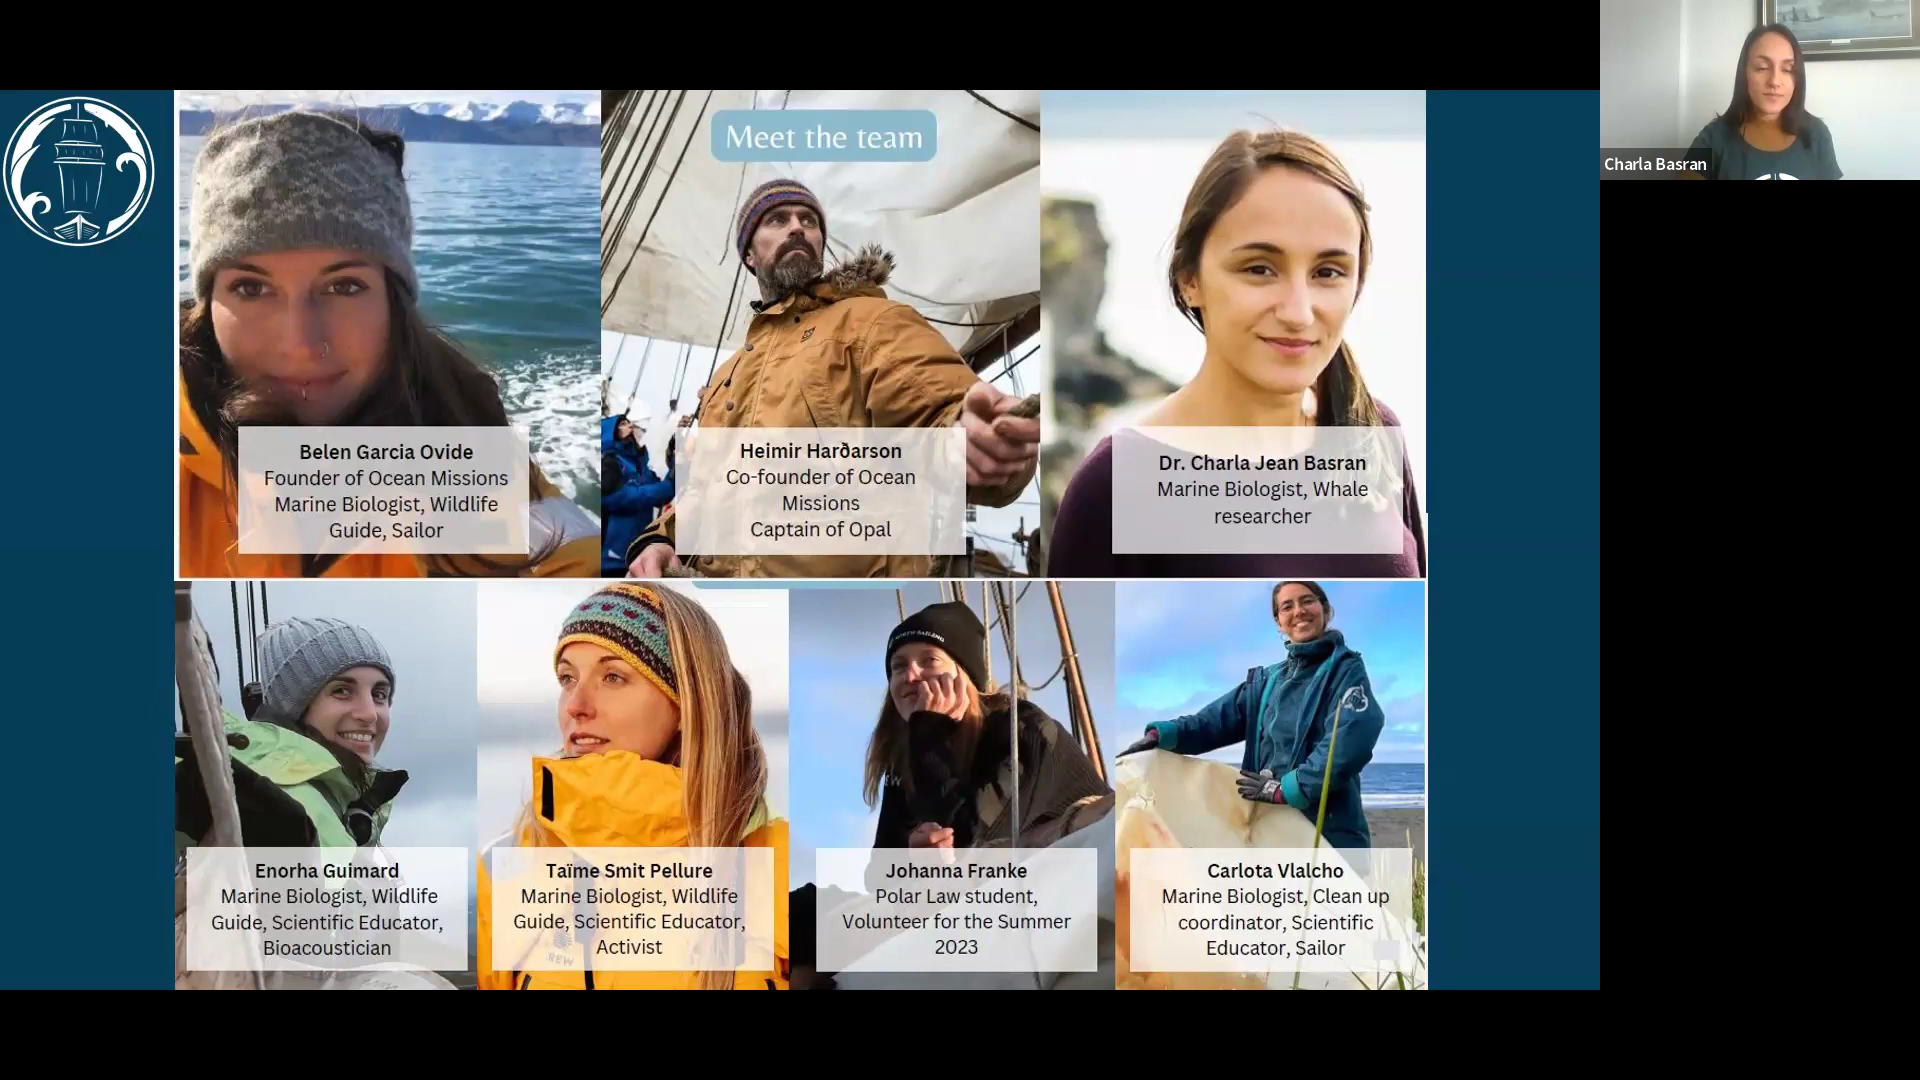 Meet the team
Charla Basran
Belen Garcia Ovide
Founder of Ocean Missions
Marine Biologist, Wildlife
Guide, Sailor
Heimir Harðarson
Co-founder of Ocean
Missions
Captain of Opal
Dr. Charla Jean Basran
Marine Biologist, Whale
researcher
Enorha Guimard
Marine Biologist, Wildlife
Guide, Scientific Educator,
Bioacoustician
Taïme Smit Pellure
Marine Biologist, Wildlife
Guide, Scientific Educator,
Activist
REW
Johanna Franke
Polar Law student,
Volunteer for the Summer
2023
Carlota Vlalcho
Marine Biologist, Clean up
coordinator, Scientific
Educator, Sailor